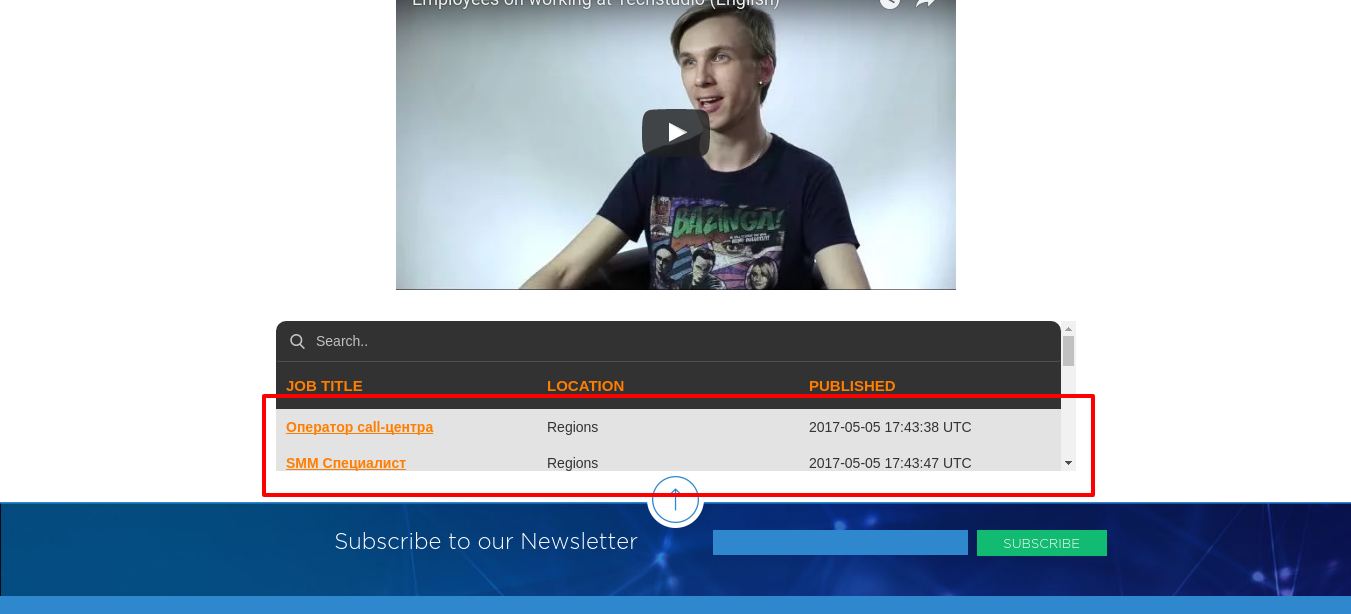 Employees on working at Techstudio (English)
BAZINGA!
Search..
JOB TITLE LOCATION PUBLISHED
Оператор call-центра Regions 2017-05-05 17:43:38 UTC
SMM Специалист Regions 2017-05-05 17:43:47 UTC
Subscribe to our Newsletter
SUBSCRIBE